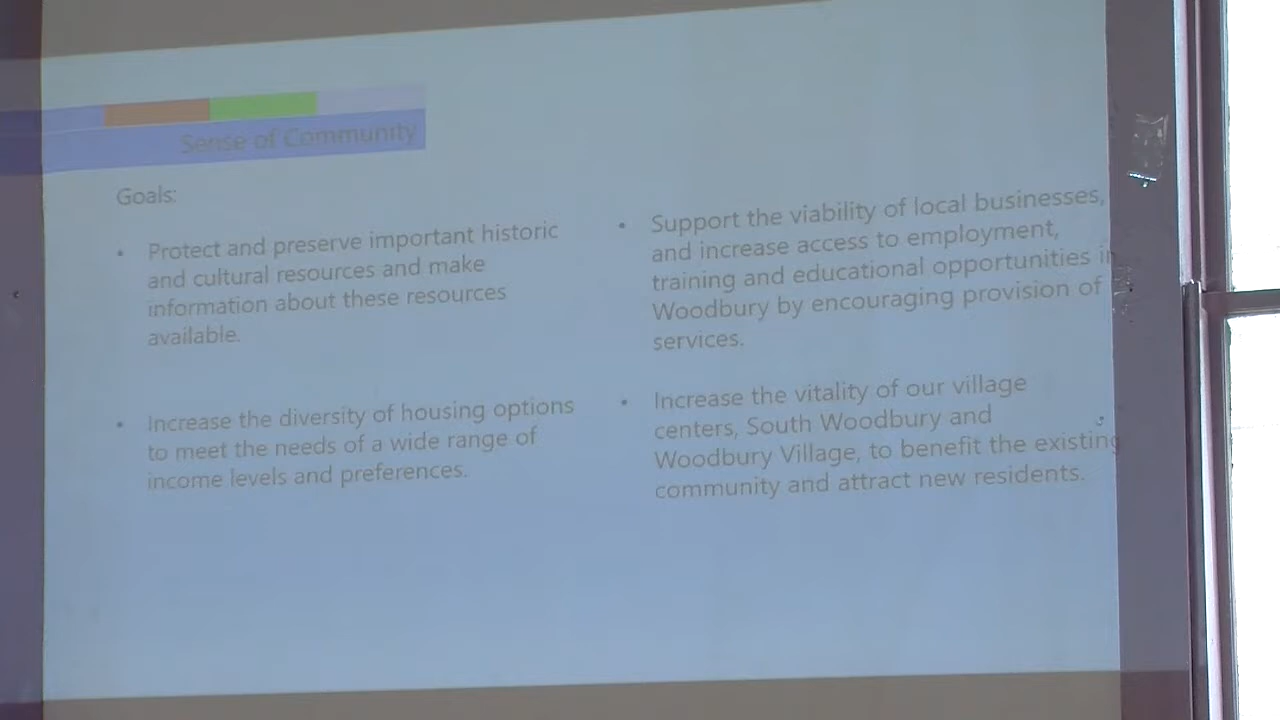 Sense of Community
Goals:
• Protect and preserve important historic
and cultural resources and make
information about these resources
available.
• Increase the diversity of housing options
to meet the needs of a wide range of
income levels and preferences.
• Support the viability of local businesses,
and increase access to employment,
training and educational opportunities in
Woodbury by encouraging provision of
services.
• Increase the vitality of our village
centers, South Woodbury and
Woodbury Village, to benefit the existing
community and attract new residents.